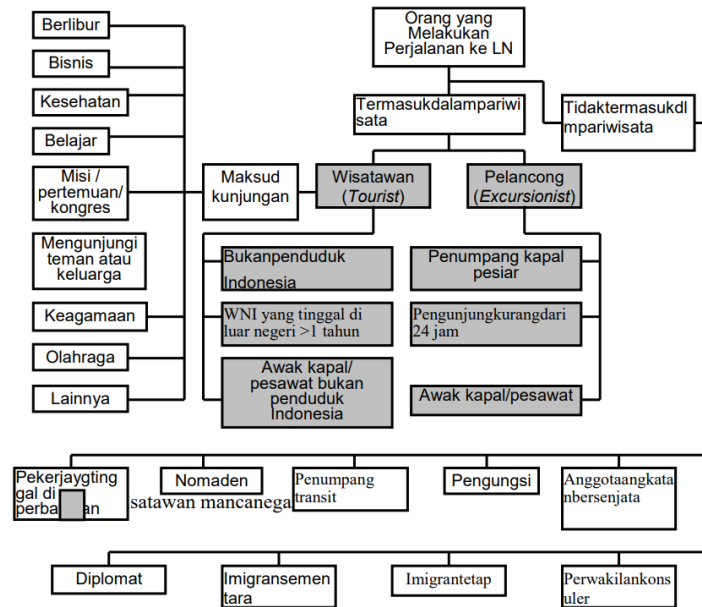 Orang yang
Melakukan
Perjalanan ke LN
Termasukdalampariwi
sata
Tidaktermasukdl
mpariwisata
Berlibur
Bisnis
Kesehatan
Belajar
Misi /
pertemuan/
kongres
Mengunjungi
teman atau
keluarga
Keagamaan
Olahraga
Lainnya
Maksud
kunjungan
Wisatawan
(Tourist)
Pelancong
(Excursionist)
Bukanpenduduk
Indonesia
WNI yang tinggal di
luar negeri >1 tahun
Awak kapal/
pesawat bukan
penduduk
Indonesia
Penumpang kapal
pesiar
Pengunjungkurangdari
24 jam
Awak kapal/pesawat
Pekerjaygting
gal di
Nomaden
Penumpang
transit
Pengungsi
Anggotaangkata
nbersenjata
satawan mancanega
Diplomat
Imigransemen
tara
Imigrantetap
Perwakilankons
uler